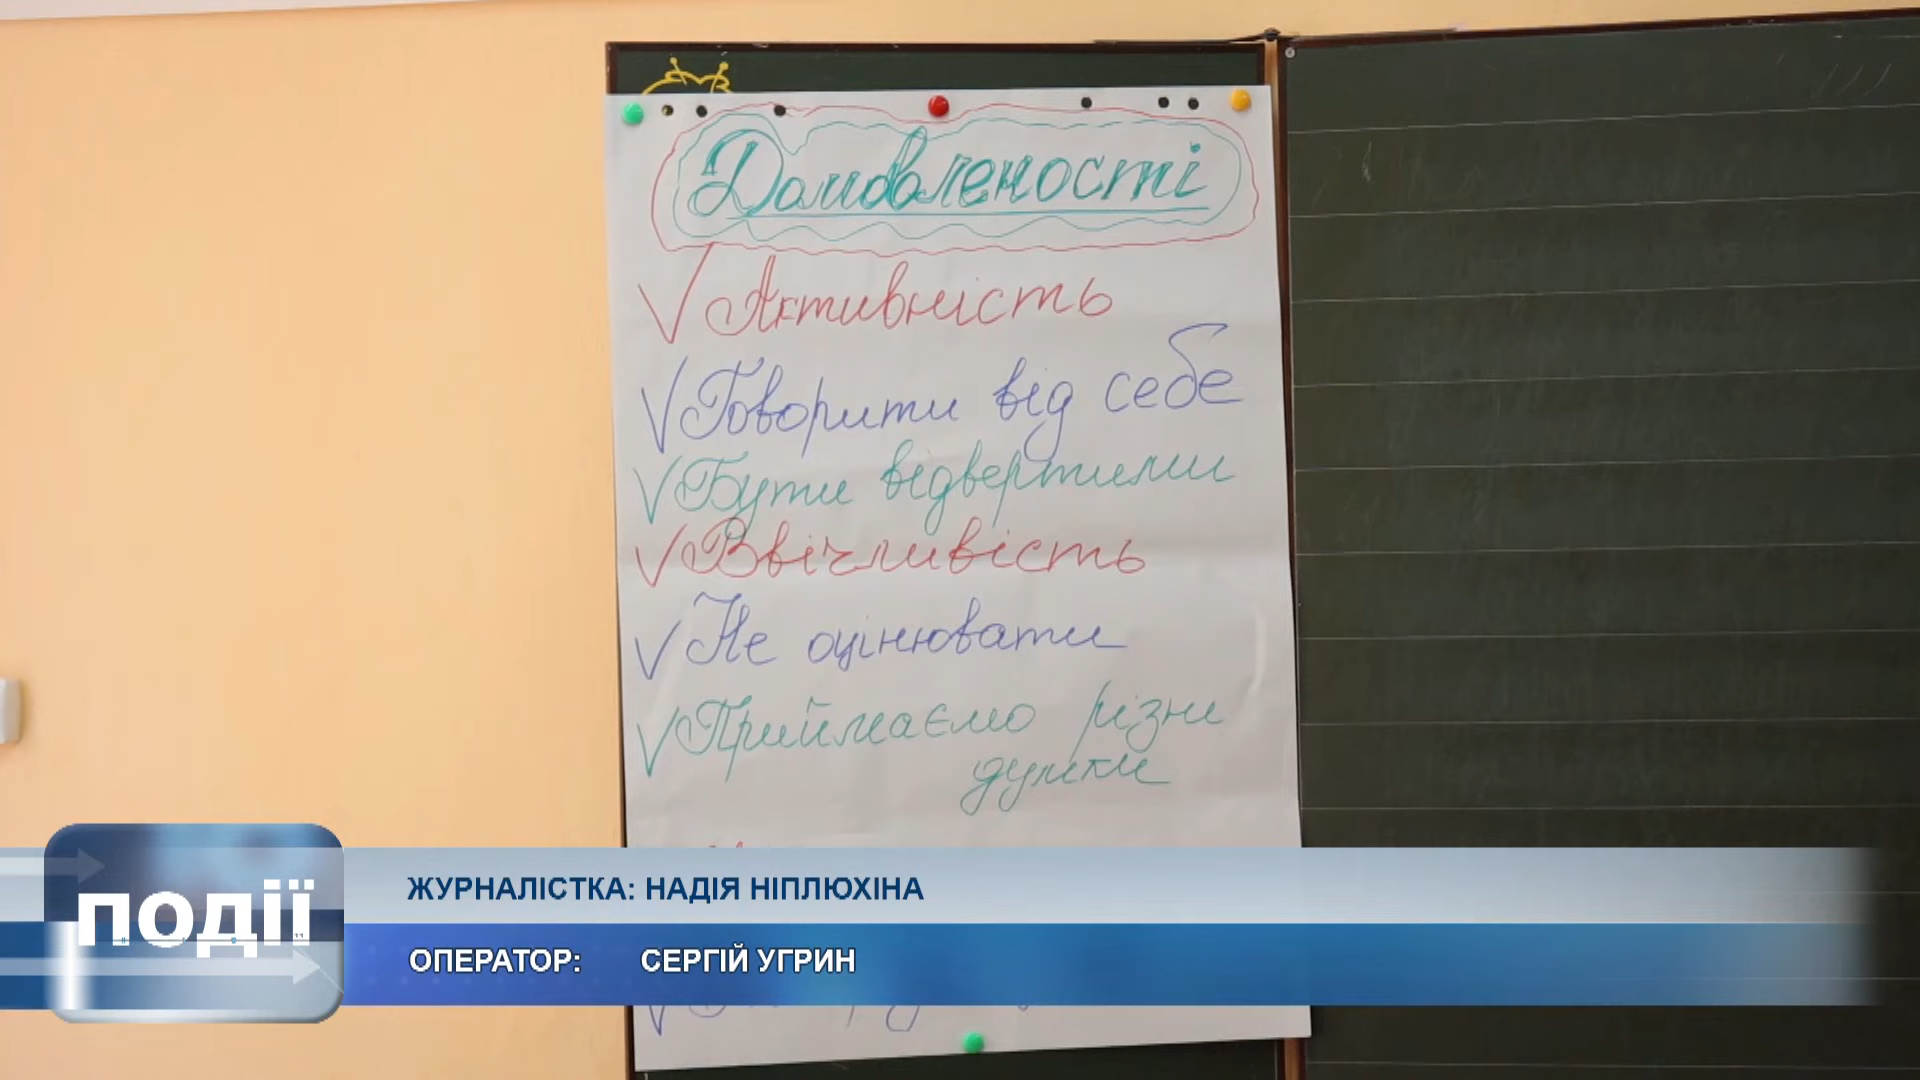 Домовленості
Активність
Говорити від себе
Бути відвертими
Ввічливість
Не оцінювати
Приймаємо різни
думки
події
ЖУРНАЛІСТКА: НАДІЯ НІПЛЮХІНА
ОПЕРАТОР: СЕРГІЙ УГРИН